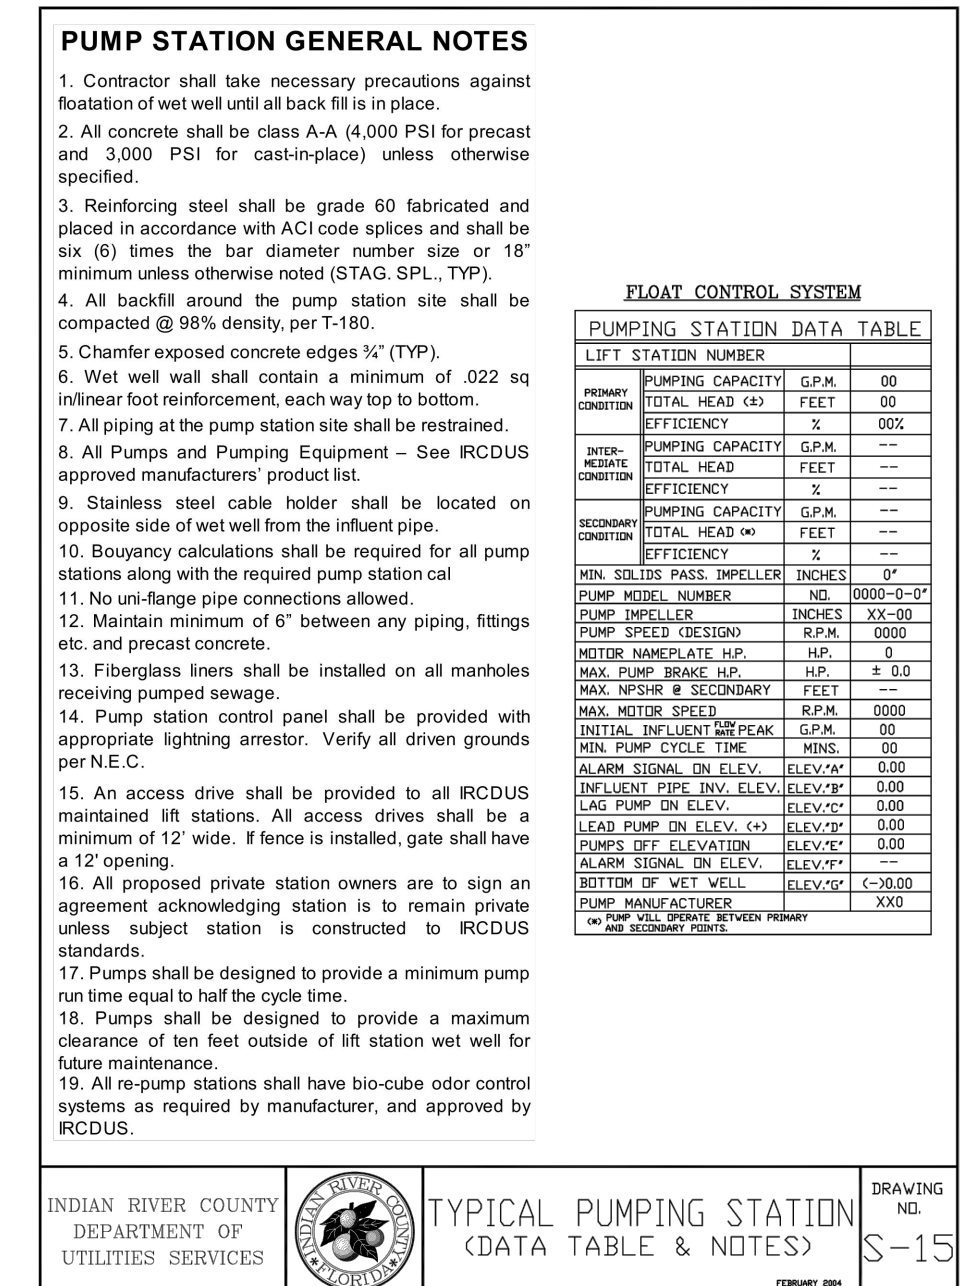 PUMP STATION GENERAL NOTES
1. Contractor shall take necessary precautions against
floatation of wet well until all back fill is in place.
2. All concrete shall be class A-A (4,000 PSI for precast
and 3,000 PSI for cast-in-place) unless otherwise
specified.
3. Reinforcing steel shall be grade 60 fabricated and
placed in accordance with ACI code splices and shall be
six (6) times the bar diameter number size or 18”
minimum unless otherwise noted (STAG. SPL., TYP).
4. All backfill around the pump station site shall be
compacted @ 98% density, per T-180.
5. Chamfer exposed concrete edges ¾” (TYP).
6. Wet well wall shall contain a minimum of .022 sq
in/linear foot reinforcement, each way top to bottom.
7. All piping at the pump station site shall be restrained.
8. All Pumps and Pumping Equipment – See IRCDUS
approved manufacturers’ product list.
9. Stainless steel cable holder shall be located on
opposite side of wet well from the influent pipe.
10. Bouyancy calculations shall be required for all pump
stations along with the required pump station cal
11. No uni-flange pipe connections allowed.
12. Maintain minimum of 6” between any piping, fittings
etc. and precast concrete.
13. Fiberglass liners shall be installed on all manholes
receiving pumped sewage.
14. Pump station control panel shall be provided with
appropriate lightning arrestor. Verify all driven grounds
per N.E.C.
15. An access drive shall be provided to all IRCDUS
maintained lift stations. All access drives shall be a
minimum of 12’ wide. If fence is installed, gate shall have
a 12' opening.
16. All proposed private station owners are to sign an
agreement acknowledging station is to remain private
unless subject station is constructed to IRCDUS
standards.
17. Pumps shall be designed to provide a minimum pump
run time equal to half the cycle time.
18. Pumps shall be designed to provide a maximum
clearance of ten feet outside of lift station wet well for
future maintenance.
19. All re-pump stations shall have bio-cube odor control
systems as required by manufacturer, and approved by
IRCDUS.
FLOAT CONTROL SYSTEM
PUMPING STATION DATA TABLE
LIFT STATION NUMBER
PRIMARY CONDITION PUMPING CAPACITY G.P.M. 00
TOTAL HEAD (±) FEET 00
EFFICIENCY % 00%
INTER-MEDIATE CONDITION PUMPING CAPACITY G.P.M. --
TOTAL HEAD FEET --
EFFICIENCY % --
SECONDARY CONDITION PUMPING CAPACITY G.P.M. --
TOTAL HEAD (*) FEET --
EFFICIENCY % --
MIN. SOLIDS PASS. IMPELLER INCHES 0"
PUMP MODEL NUMBER NO. 0000-0-0"
PUMP IMPELLER INCHES XX-00
PUMP SPEED (DESIGN) R.P.M. 0000
MOTOR NAMEPLATE H.P. H.P. 0
MAX. PUMP BRAKE H.P. H.P. ± 0.0
MAX. NPSHR @ SECONDARY FEET --
MAX. MOTOR SPEED R.P.M. 0000
INITIAL INFLUENT FLOW RATE PEAK G.P.M. 00
MIN. PUMP CYCLE TIME MINS. 00
ALARM SIGNAL ON ELEV. ELEV."A" 0.00
INFLUENT PIPE INV. ELEV. ELEV."B" 0.00
LAG PUMP ON ELEV. ELEV."C" 0.00
LEAD PUMP ON ELEV. (+) ELEV."D" 0.00
PUMPS OFF ELEVATION ELEV."E" 0.00
ALARM SIGNAL ON ELEV. ELEV."F" --
BOTTOM OF WET WELL ELEV."G" (-)0.00
PUMP MANUFACTURER XX0
(*) PUMP WILL OPERATE BETWEEN PRIMARY
AND SECONDARY POINTS.
INDIAN RIVER COUNTY
DEPARTMENT OF
UTILITIES SERVICES
INDIAN RIVER COUNTY
* FLORIDA *
TYPICAL PUMPING STATION
(DATA TABLE & NOTES)
FEBRUARY 2004
DRAWING
NO.
S-15